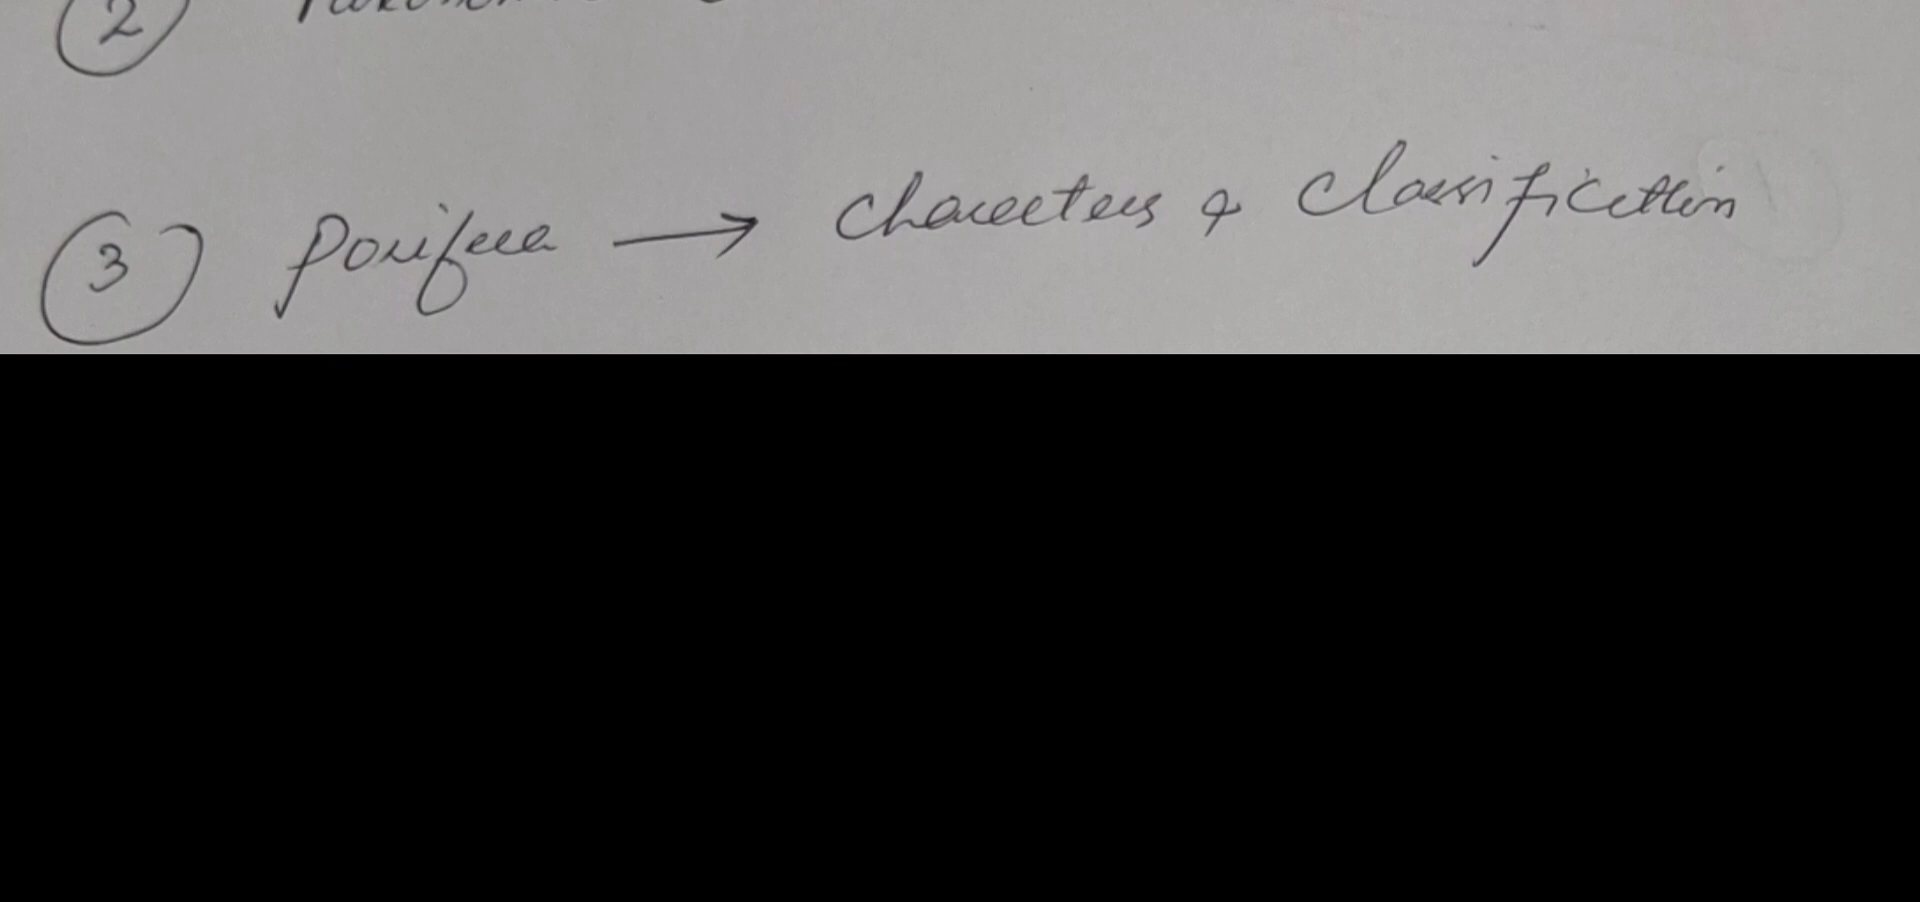 2
3 Porifera → Characters & Classification